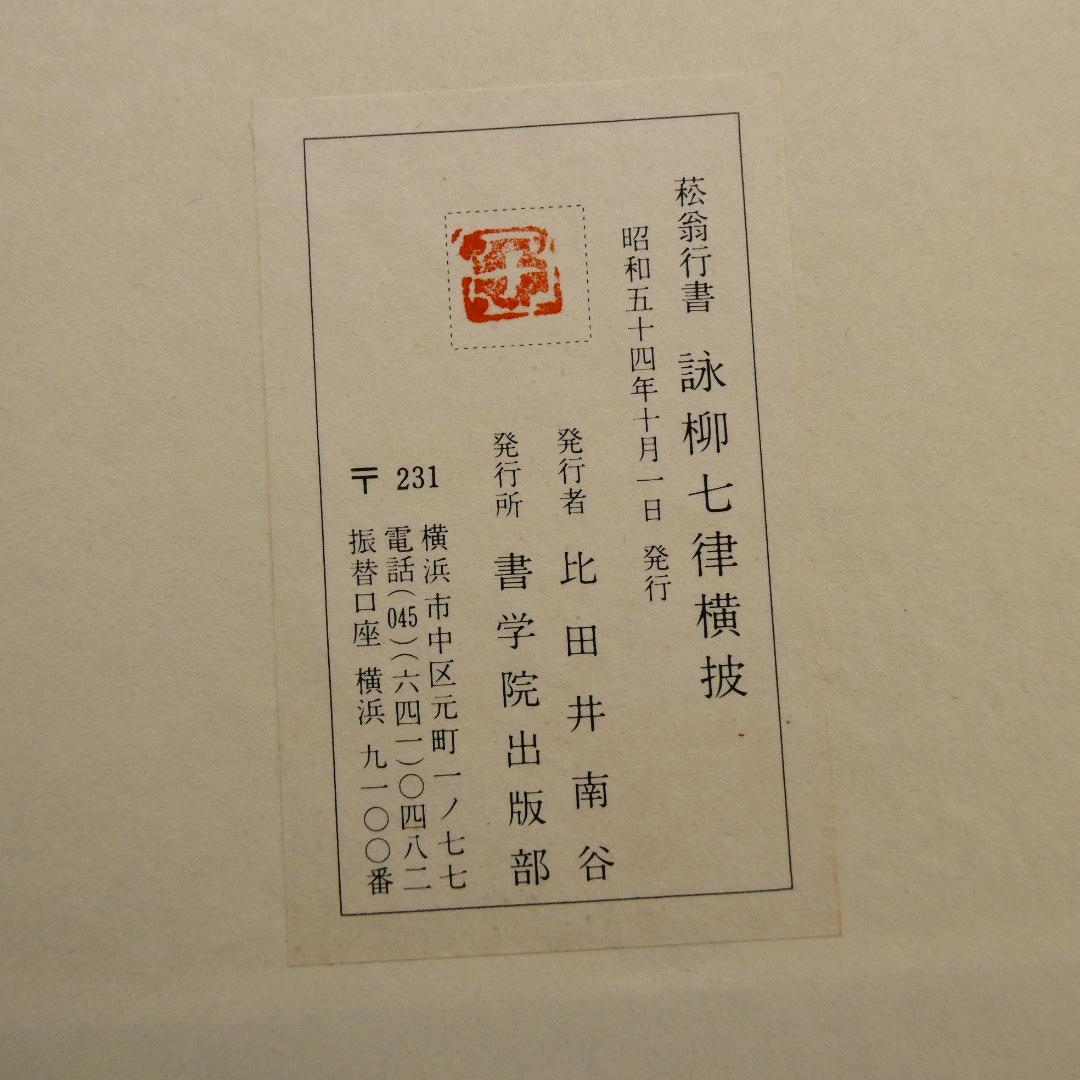 菘翁行書　詠柳七律横披
昭和五十四年十月一日　発行
発行者　比田井南谷
発行所　書学院出版部
〒231　横浜市中区元町一ノ七七
電話(045)(六四一)〇四八二
振替口座　横浜　九一〇〇番